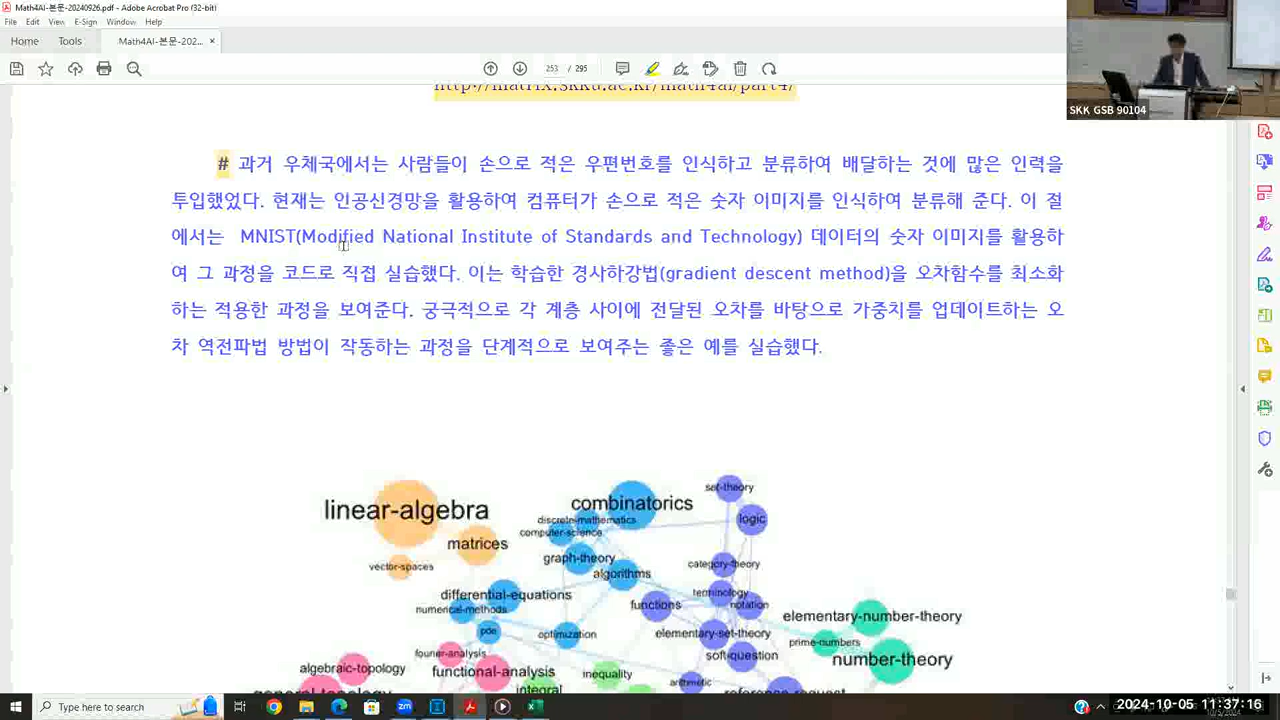 Math4AI-본문-20240926.pdf - Adobe Acrobat Pro (32-bit)
File Edit View E-Sign Window Help
Home Tools Math4AI-본문-202... ×
253 / 295
SKK GSB 90104
http://matrix.skku.ac.kr/math4ai/part4/
# 과거 우체국에서는 사람들이 손으로 적은 우편번호를 인식하고 분류하여 배달하는 것에 많은 인력을
투입했었다. 현재는 인공신경망을 활용하여 컴퓨터가 손으로 적은 숫자 이미지를 인식하여 분류해 준다. 이 절
에서는 MNIST(Modified National Institute of Standards and Technology) 데이터의 숫자 이미지를 활용하
여 그 과정을 코드로 직접 실습했다. 이는 학습한 경사하강법(gradient descent method)을 오차함수를 최소화
하는 적용한 과정을 보여준다. 궁극적으로 각 계층 사이에 전달된 오차를 바탕으로 가중치를 업데이트하는 오
차 역전파법 방법이 작동하는 과정을 단계적으로 보여주는 좋은 예를 실습했다.
linear-algebra
combinatorics
set-theory
discrete-mathematics
logic
computer-science
matrices
graph-theory
category-theory
vector-spaces
algorithms
differential-equations
terminology
numerical-methods
functions
notation
elementary-number-theory
pde
optimization
elementary-set-theory
prime-numbers
fourier-analysis
soft-question
number-theory
algebraic-topology
functional-analysis
inequality
arithmetic
general-topology
integral
reference-request
Type here to search
2024-10-05 11:37:16